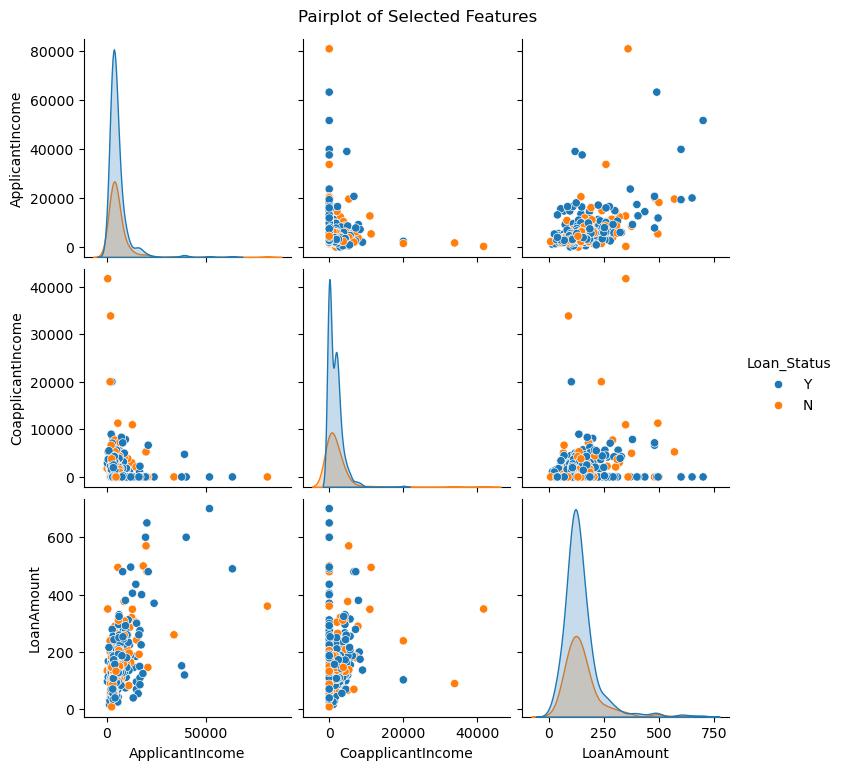 Pairplot of Selected Features
80000
60000
40000
20000
0
ApplicantIncome
40000
30000
20000
10000
0
CoapplicantIncome
Loan_Status
Y
N
600
400
200
0
LoanAmount
0 50000
0 20000 40000
0 250 500 750
ApplicantIncome
CoapplicantIncome
LoanAmount